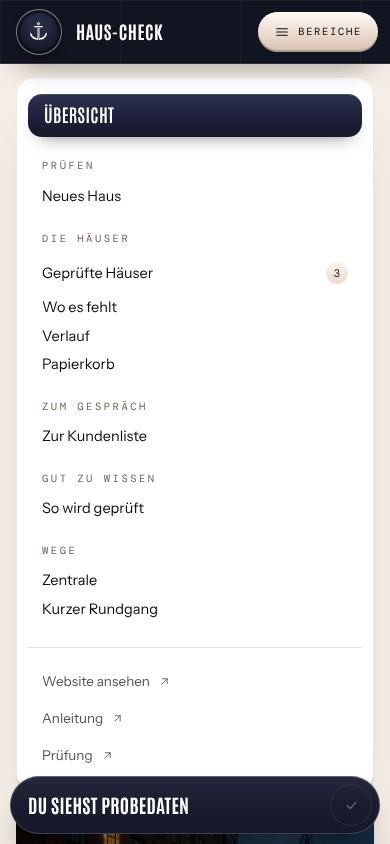 HAUS-CHECK
BEREICHE
ÜBERSICHT
PRÜFEN
Neues Haus
DIE HÄUSER
Geprüfte Häuser 3
Wo es fehlt
Verlauf
Papierkorb
ZUM GESPRÄCH
Zur Kundenliste
GUT ZU WISSEN
So wird geprüft
WEGE
Zentrale
Kurzer Rundgang
Website ansehen
Anleitung
Prüfung
DU SIEHST PROBEDATEN